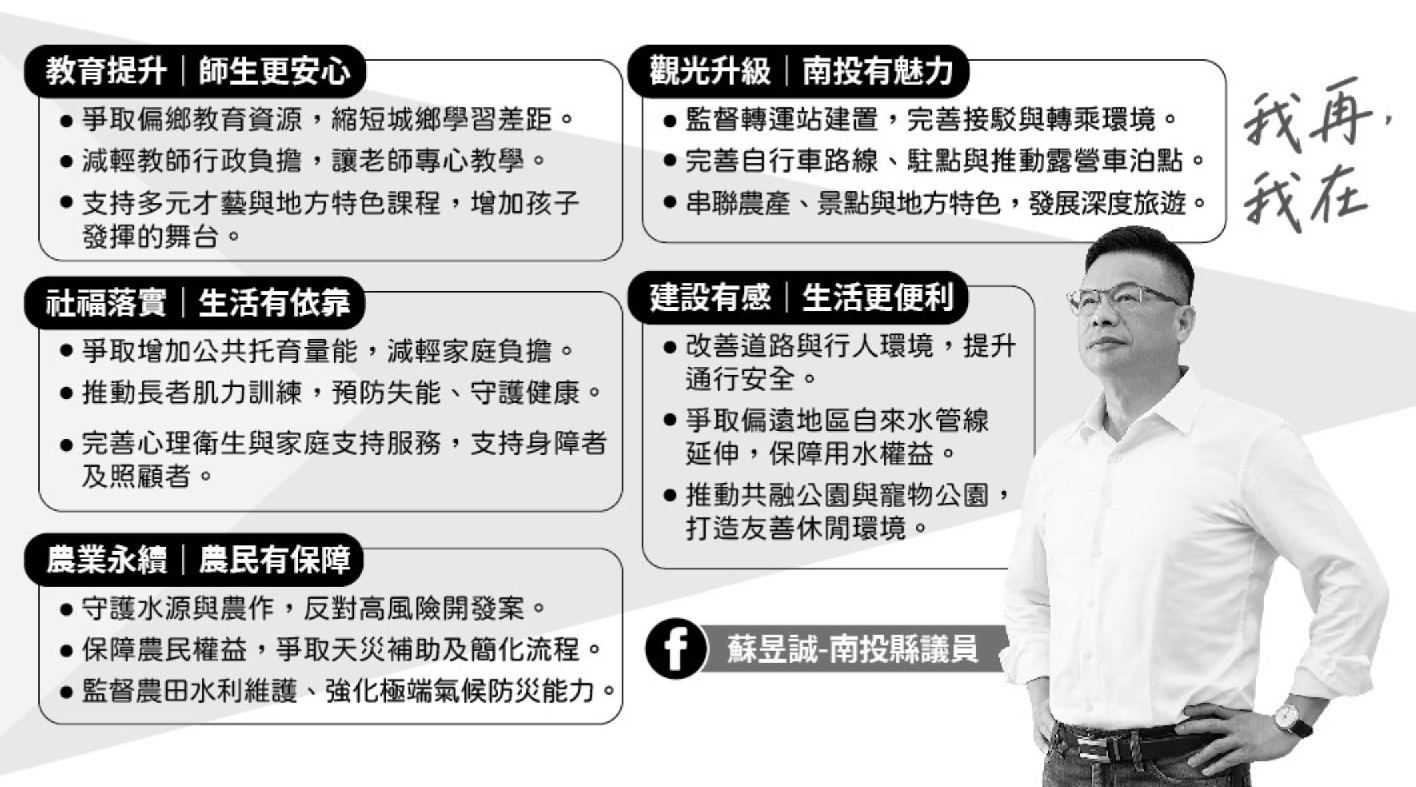 教育提升｜師生更安心
●爭取偏鄉教育資源，縮短城鄉學習差距。
●減輕教師行政負擔，讓老師專心教學。
●支持多元才藝與地方特色課程，增加孩子
發揮的舞台。
社福落實｜生活有依靠
●爭取增加公共托育量能，減輕家庭負擔。
●推動長者肌力訓練，預防失能、守護健康。
●完善心理衛生與家庭支持服務，支持身障者
及照顧者。
農業永續｜農民有保障
●守護水源與農作，反對高風險開發案。
●保障農民權益，爭取天災補助及簡化流程。
●監督農田水利維護、強化極端氣候防災能力。
觀光升級｜南投有魅力
●監督轉運站建置，完善接駁與轉乘環境。
●完善自行車路線、駐點與推動露營車泊點。
●串聯農產、景點與地方特色，發展深度旅遊。
建設有感｜生活更便利
●改善道路與行人環境，提升
通行安全。
●爭取偏遠地區自來水管線
延伸，保障用水權益。
●推動共融公園與寵物公園，
打造友善休閒環境。
f 蘇昱誠-南投縣議員
我再，
我在